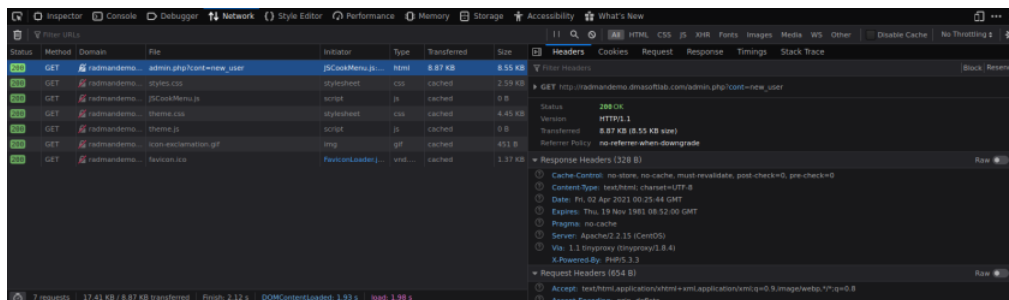 Inspector Console Debugger Network Style Editor Performance Memory Storage Accessibility What's New
Filter URLs
All HTML CSS JS XHR Fonts Images Media WS Other Disable Cache No Throttling
Status Method Domain File Initiator Type Transferred Size
200 GET radmandemo... admin.php?cont=new_user JSCookMenu.js:... html 8.87 KB 8.55 KB
200 GET radmandemo... styles.css stylesheet css cached 2.59 KB
200 GET radmandemo... JSCookMenu.js script js cached 0 B
200 GET radmandemo... theme.css stylesheet css cached 4.45 KB
200 GET radmandemo... theme.js script js cached 0 B
200 GET radmandemo... icon-exclamation.gif img gif cached 451 B
200 GET radmandemo... favicon.ico FaviconLoader.j... vnd.... cached 1.37 KB
7 requests 17.41 KB / 8.87 KB transferred Finish: 2.12 s DOMContentLoaded: 1.93 s load: 1.98 s
Headers Cookies Request Response Timings Stack Trace
Filter Headers Block Resen
GET http://radmandemo.dmasoftlab.com/admin.php?cont=new_user
Status 200 OK
Version HTTP/1.1
Transferred 8.87 KB (8.55 KB size)
Referrer Policy no-referrer-when-downgrade
Response Headers (328 B) Raw
Cache-Control: no-store, no-cache, must-revalidate, post-check=0, pre-check=0
Content-Type: text/html; charset=UTF-8
Date: Fri, 02 Apr 2021 00:25:44 GMT
Expires: Thu, 19 Nov 1981 08:52:00 GMT
Pragma: no-cache
Server: Apache/2.2.15 (CentOS)
Via: 1.1 tinyproxy (tinyproxy/1.8.4)
X-Powered-By: PHP/5.3.3
Request Headers (654 B) Raw
Accept: text/html,application/xhtml+xml,application/xml;q=0.9,image/webp,*/*;q=0.8